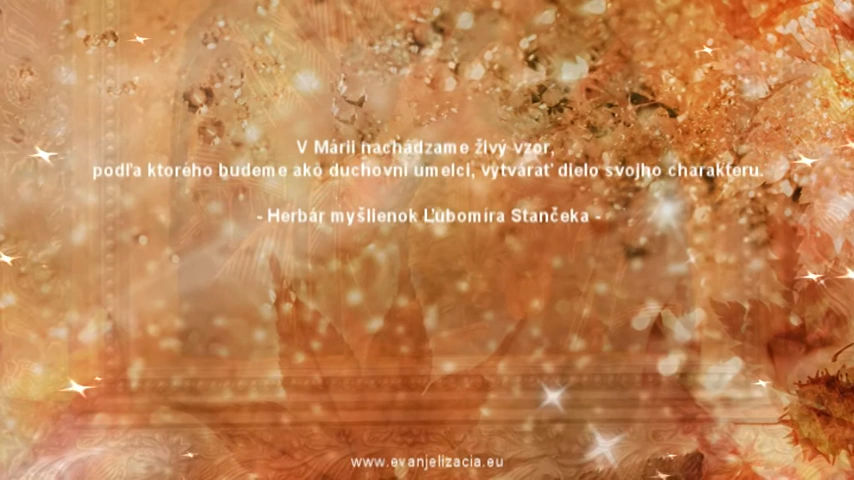 V Márii nachádzame živý vzor,
podľa ktorého budeme ako duchovní umelci, vytvárať dielo svojho charakteru.
- Herbár myšlienok Ľubomíra Stančeka -
www.evanjelizacia.eu